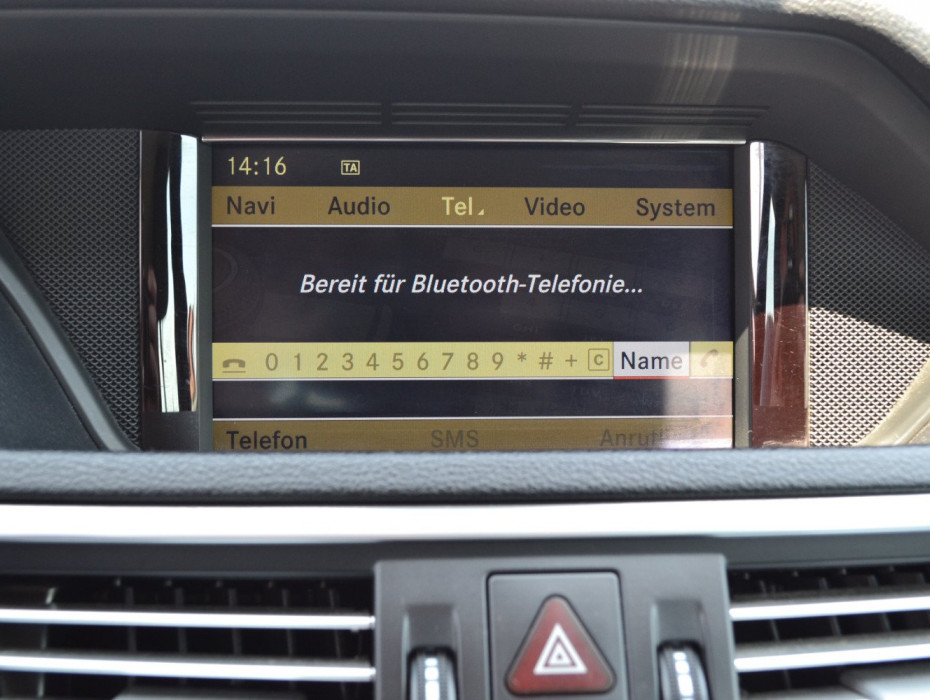 14:16 TA
Navi Audio Tel Video System
Bereit für Bluetooth-Telefonie...
0 1 2 3 4 5 6 7 8 9 * # + C Name
Telefon SMS